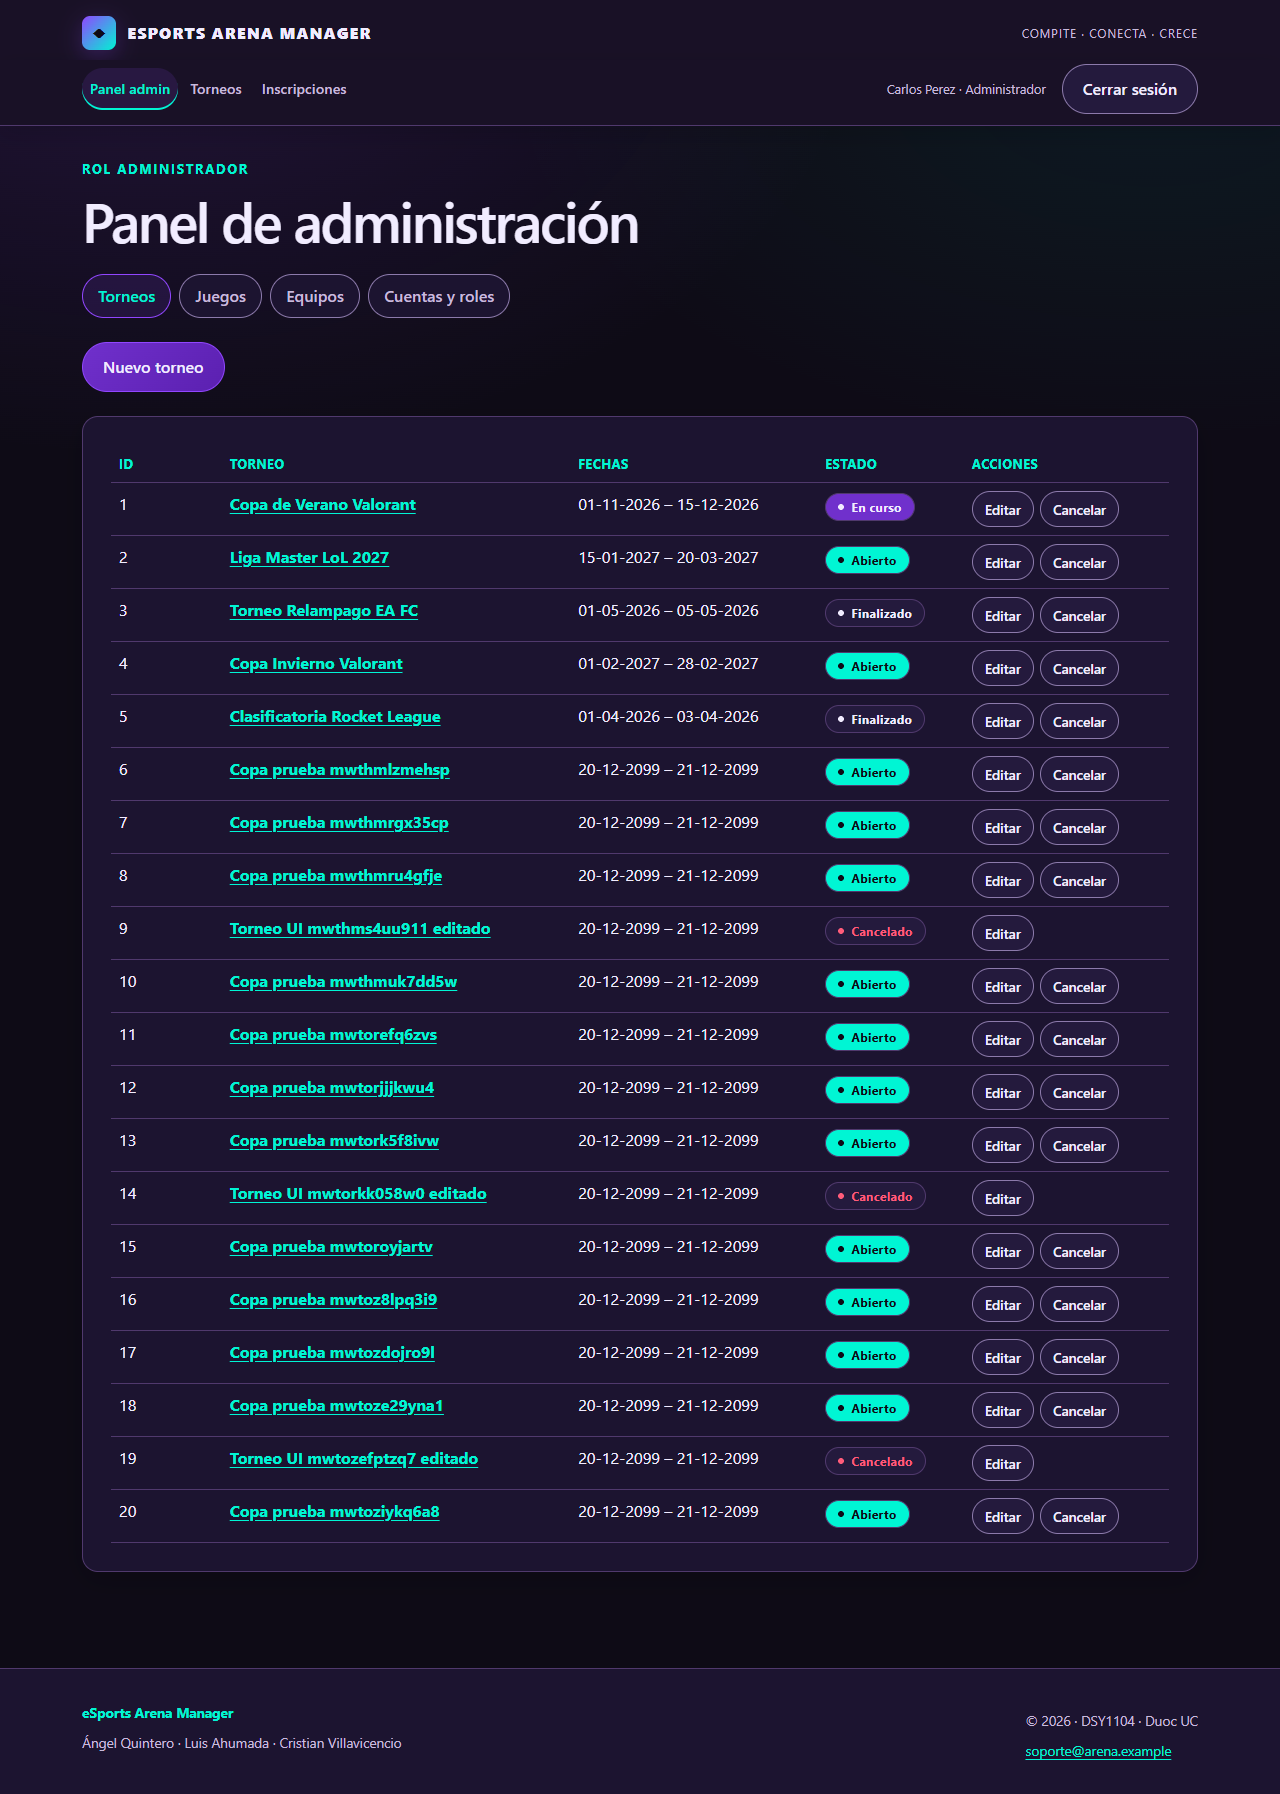 ESPORTS ARENA MANAGER
COMPITE · CONECTA · CRECE
Panel admin Torneos Inscripciones
Carlos Perez · Administrador Cerrar sesión
ROL ADMINISTRADOR
Panel de administración
Torneos Juegos Equipos Cuentas y roles
Nuevo torneo
ID TORNEO FECHAS ESTADO ACCIONES
1 Copa de Verano Valorant 01-11-2026 – 15-12-2026 En curso Editar Cancelar
2 Liga Master LoL 2027 15-01-2027 – 20-03-2027 Abierto Editar Cancelar
3 Torneo Relampago EA FC 01-05-2026 – 05-05-2026 Finalizado Editar Cancelar
4 Copa Invierno Valorant 01-02-2027 – 28-02-2027 Abierto Editar Cancelar
5 Clasificatoria Rocket League 01-04-2026 – 03-04-2026 Finalizado Editar Cancelar
6 Copa prueba mwthmlzmehsp 20-12-2099 – 21-12-2099 Abierto Editar Cancelar
7 Copa prueba mwthmrgx35cp 20-12-2099 – 21-12-2099 Abierto Editar Cancelar
8 Copa prueba mwthmru4gfje 20-12-2099 – 21-12-2099 Abierto Editar Cancelar
9 Torneo UI mwthms4uu911 editado 20-12-2099 – 21-12-2099 Cancelado Editar
10 Copa prueba mwthmuk7dd5w 20-12-2099 – 21-12-2099 Abierto Editar Cancelar
11 Copa prueba mwtorefq6zvs 20-12-2099 – 21-12-2099 Abierto Editar Cancelar
12 Copa prueba mwtorjjjkwu4 20-12-2099 – 21-12-2099 Abierto Editar Cancelar
13 Copa prueba mwtork5f8ivw 20-12-2099 – 21-12-2099 Abierto Editar Cancelar
14 Torneo UI mwtorkk058w0 editado 20-12-2099 – 21-12-2099 Cancelado Editar
15 Copa prueba mwtoroyjartv 20-12-2099 – 21-12-2099 Abierto Editar Cancelar
16 Copa prueba mwtoz8lpq3i9 20-12-2099 – 21-12-2099 Abierto Editar Cancelar
17 Copa prueba mwtozdojro9l 20-12-2099 – 21-12-2099 Abierto Editar Cancelar
18 Copa prueba mwtoze29yna1 20-12-2099 – 21-12-2099 Abierto Editar Cancelar
19 Torneo UI mwtozefptzq7 editado 20-12-2099 – 21-12-2099 Cancelado Editar
20 Copa prueba mwtoziykq6a8 20-12-2099 – 21-12-2099 Abierto Editar Cancelar
eSports Arena Manager
Ángel Quintero · Luis Ahumada · Cristian Villavicencio
© 2026 · DSY1104 · Duoc UC
soporte@arena.example